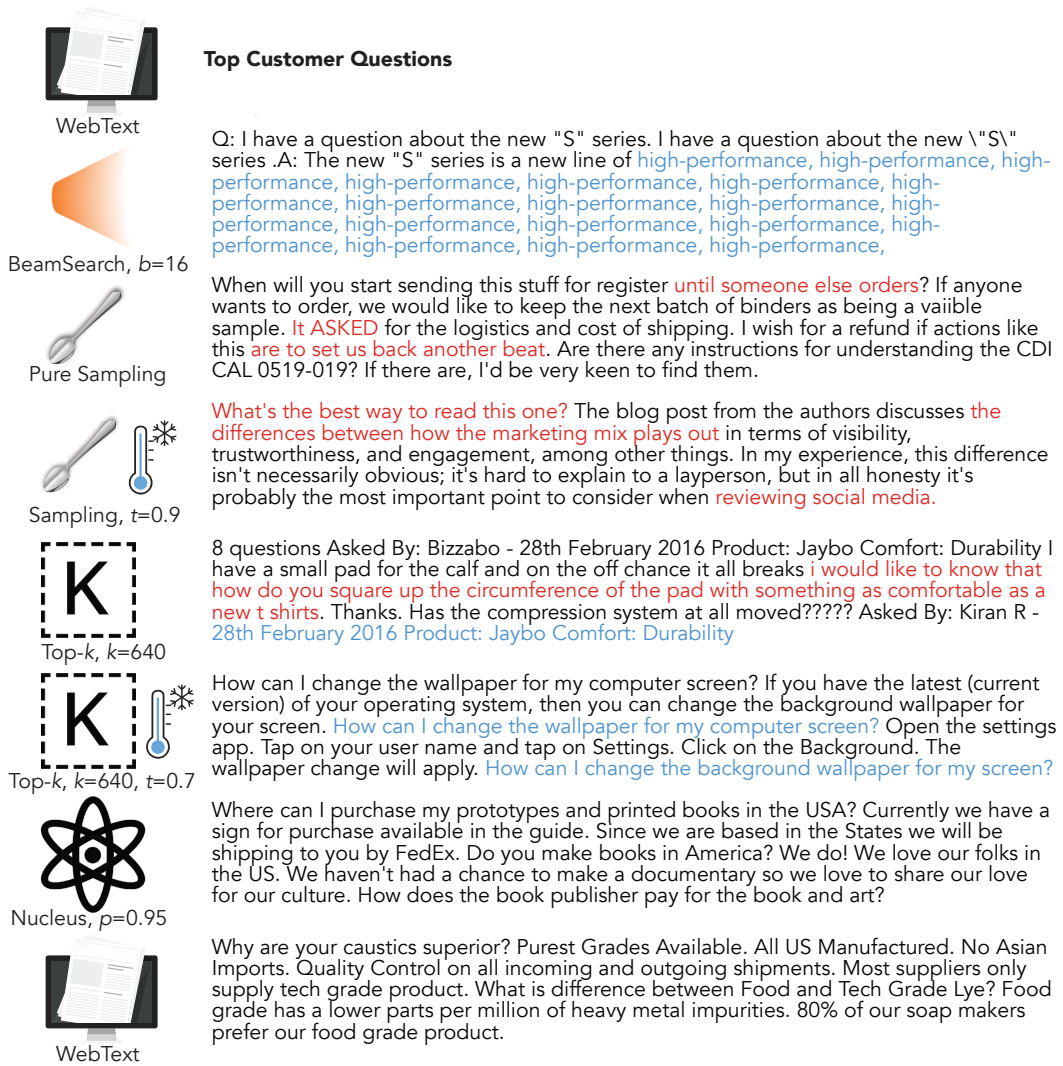 Top Customer Questions
WebText
Q: I have a question about the new "S" series. I have a question about the new \"S\"
series .A: The new "S" series is a new line of high-performance, high-performance, high-
performance, high-performance, high-performance, high-performance, high-
performance, high-performance, high-performance, high-performance, high-
performance, high-performance, high-performance, high-performance, high-
performance, high-performance, high-performance, high-performance,
BeamSearch, b=16
When will you start sending this stuff for register until someone else orders? If anyone
wants to order, we would like to keep the next batch of binders as being a vaiible
sample. It ASKED for the logistics and cost of shipping. I wish for a refund if actions like
this are to set us back another beat. Are there any instructions for understanding the CDI
CAL 0519-019? If there are, I'd be very keen to find them.
Pure Sampling
What's the best way to read this one? The blog post from the authors discusses the
differences between how the marketing mix plays out in terms of visibility,
trustworthiness, and engagement, among other things. In my experience, this difference
isn't necessarily obvious; it's hard to explain to a layperson, but in all honesty it's
probably the most important point to consider when reviewing social media.
Sampling, t=0.9
8 questions Asked By: Bizzabo - 28th February 2016 Product: Jaybo Comfort: Durability I
have a small pad for the calf and on the off chance it all breaks i would like to know that
how do you square up the circumference of the pad with something as comfortable as a
new t shirts. Thanks. Has the compression system at all moved????? Asked By: Kiran R -
28th February 2016 Product: Jaybo Comfort: Durability
K
Top-k, k=640
How can I change the wallpaper for my computer screen? If you have the latest (current
version) of your operating system, then you can change the background wallpaper for
your screen. How can I change the wallpaper for my computer screen? Open the settings
app. Tap on your user name and tap on Settings. Click on the Background. The
wallpaper change will apply. How can I change the background wallpaper for my screen?
K
Top-k, k=640, t=0.7
Where can I purchase my prototypes and printed books in the USA? Currently we have a
sign for purchase available in the guide. Since we are based in the States we will be
shipping to you by FedEx. Do you make books in America? We do! We love our folks in
the US. We haven't had a chance to make a documentary so we love to share our love
for our culture. How does the book publisher pay for the book and art?
Nucleus, p=0.95
Why are your caustics superior? Purest Grades Available. All US Manufactured. No Asian
Imports. Quality Control on all incoming and outgoing shipments. Most suppliers only
supply tech grade product. What is difference between Food and Tech Grade Lye? Food
grade has a lower parts per million of heavy metal impurities. 80% of our soap makers
prefer our food grade product.
WebText